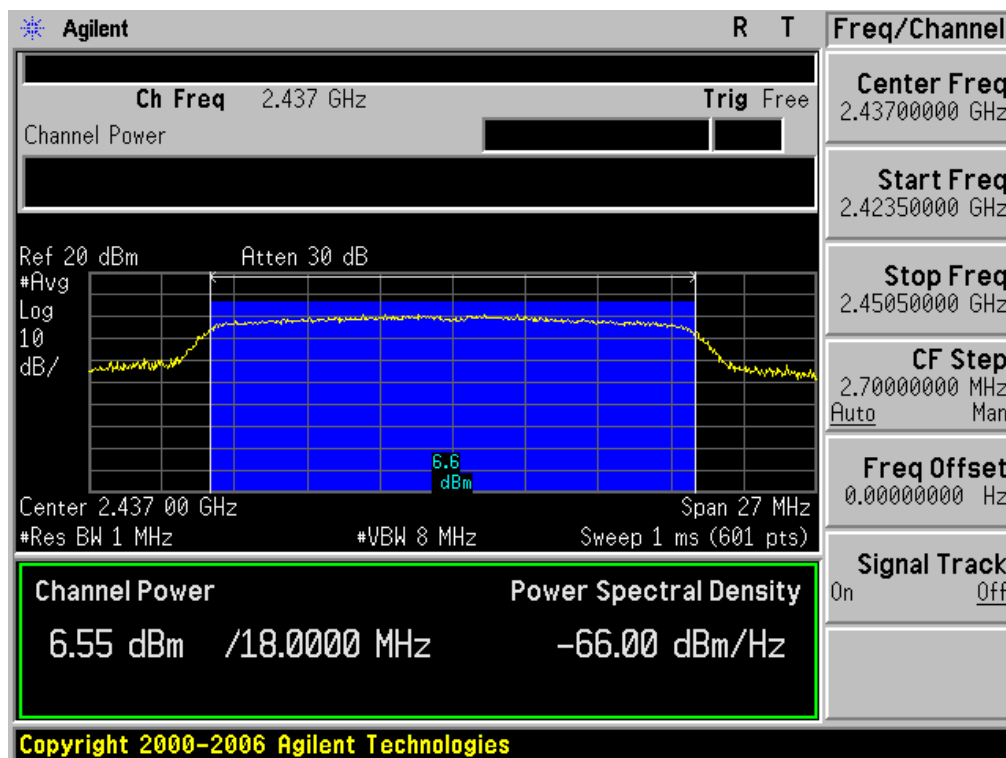 Agilent R T Freq/Channel
Ch Freq 2.437 GHz Trig Free
Channel Power
Center Freq
2.43700000 GHz
Start Freq
2.42350000 GHz
Stop Freq
2.45050000 GHz
CF Step
2.70000000 MHz
Auto Man
Freq Offset
0.00000000 Hz
Signal Track
On Off
Ref 20 dBm Atten 30 dB
#Avg
Log
10
dB/
6.6
dBm
Center 2.437 00 GHz Span 27 MHz
#Res BW 1 MHz #VBW 8 MHz Sweep 1 ms (601 pts)
Channel Power Power Spectral Density
6.55 dBm /18.0000 MHz -66.00 dBm/Hz
Copyright 2000-2006 Agilent Technologies